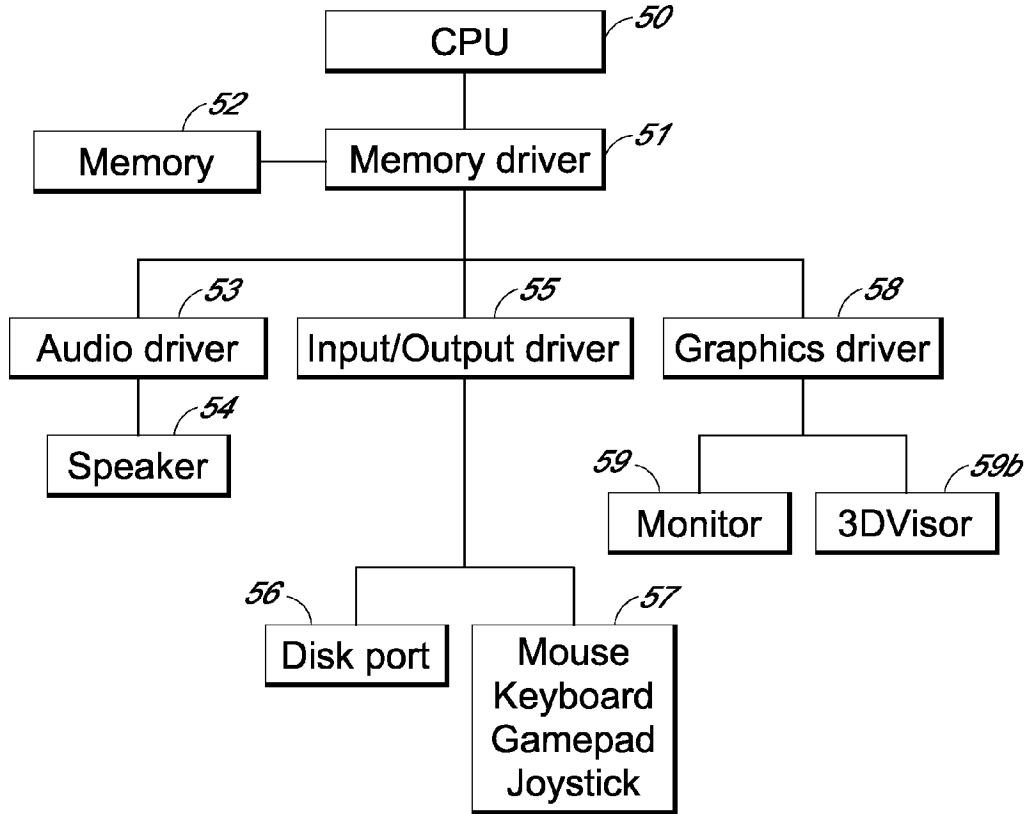 50
CPU
52
51
Memory
Memory driver
53
55
58
Audio driver
Input/Output driver
Graphics driver
54
Speaker
59
59b
Monitor
3DVisor
56
57
Disk port
Mouse
Keyboard
Gamepad
Joystick